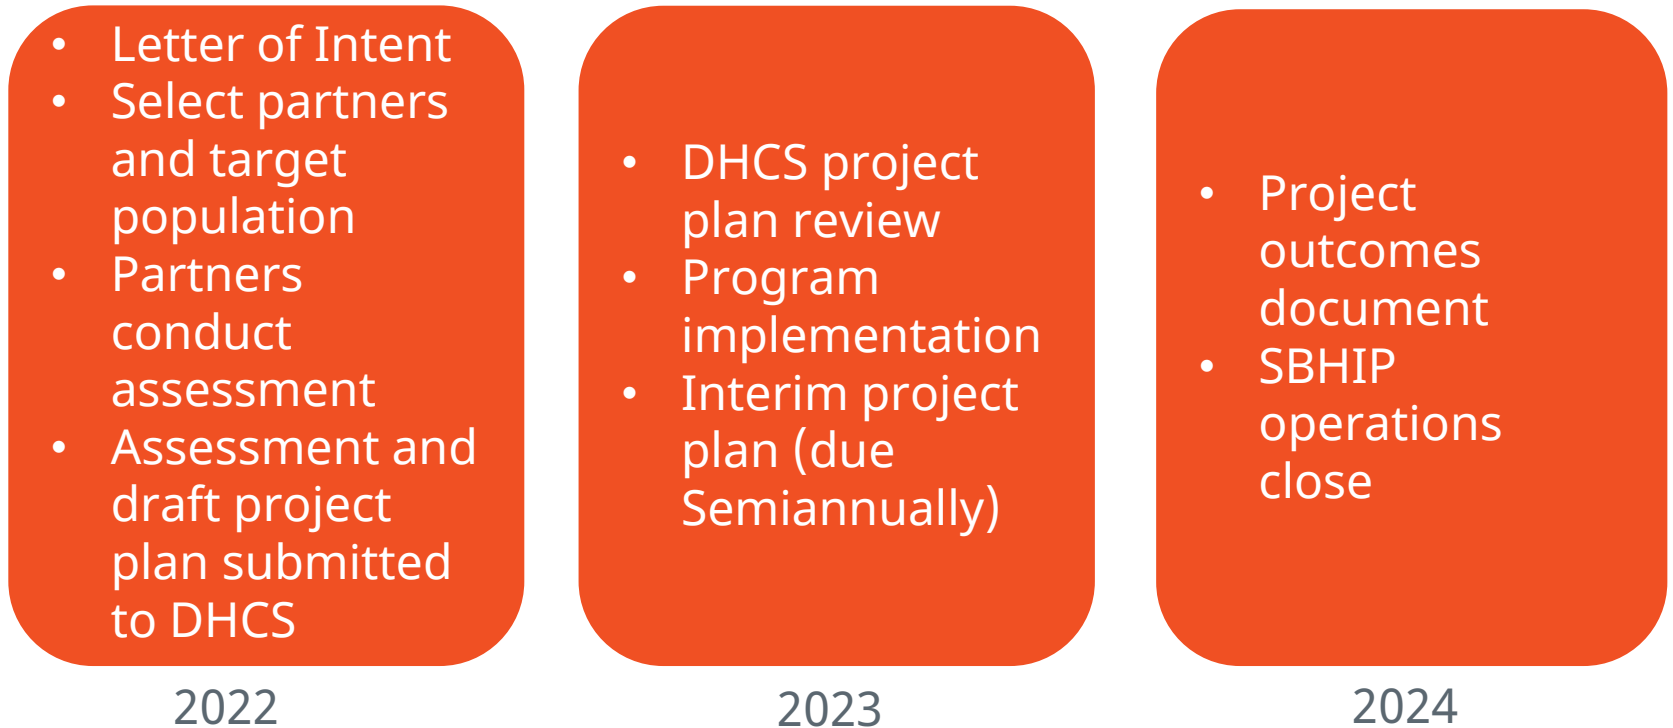 • Letter of Intent
• Select partners
and target
population
• Partners
conduct
assessment
• Assessment and
draft project
plan submitted
to DHCS
2022
• DHCS project
plan review
• Program
implementation
• Interim project
plan (due
Semiannually)
2023
• Project
outcomes
document
• SBHIP
operations
close
2024